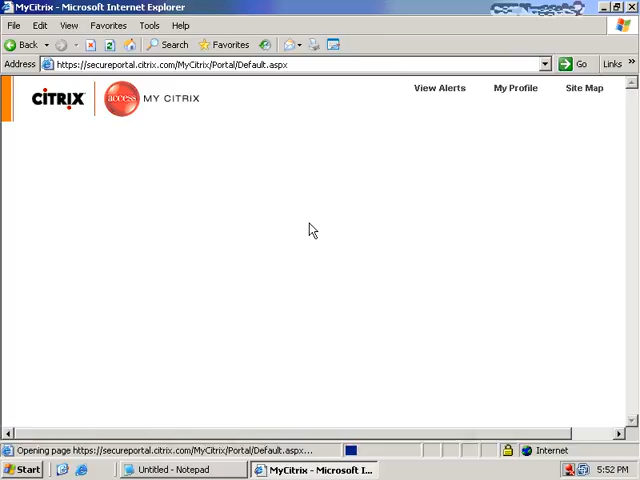 MyCitrix - Microsoft Internet Explorer
File Edit View Favorites Tools Help
Back Search Favorites
Address https://secureportal.citrix.com/MyCitrix/Portal/Default.aspx Go Links »
CITRIX access MY CITRIX View Alerts My Profile Site Map
Opening page https://secureportal.citrix.com/MyCitrix/Portal/Default.aspx... Internet
Start Untitled - Notepad MyCitrix - Microsoft I... 5:52 PM